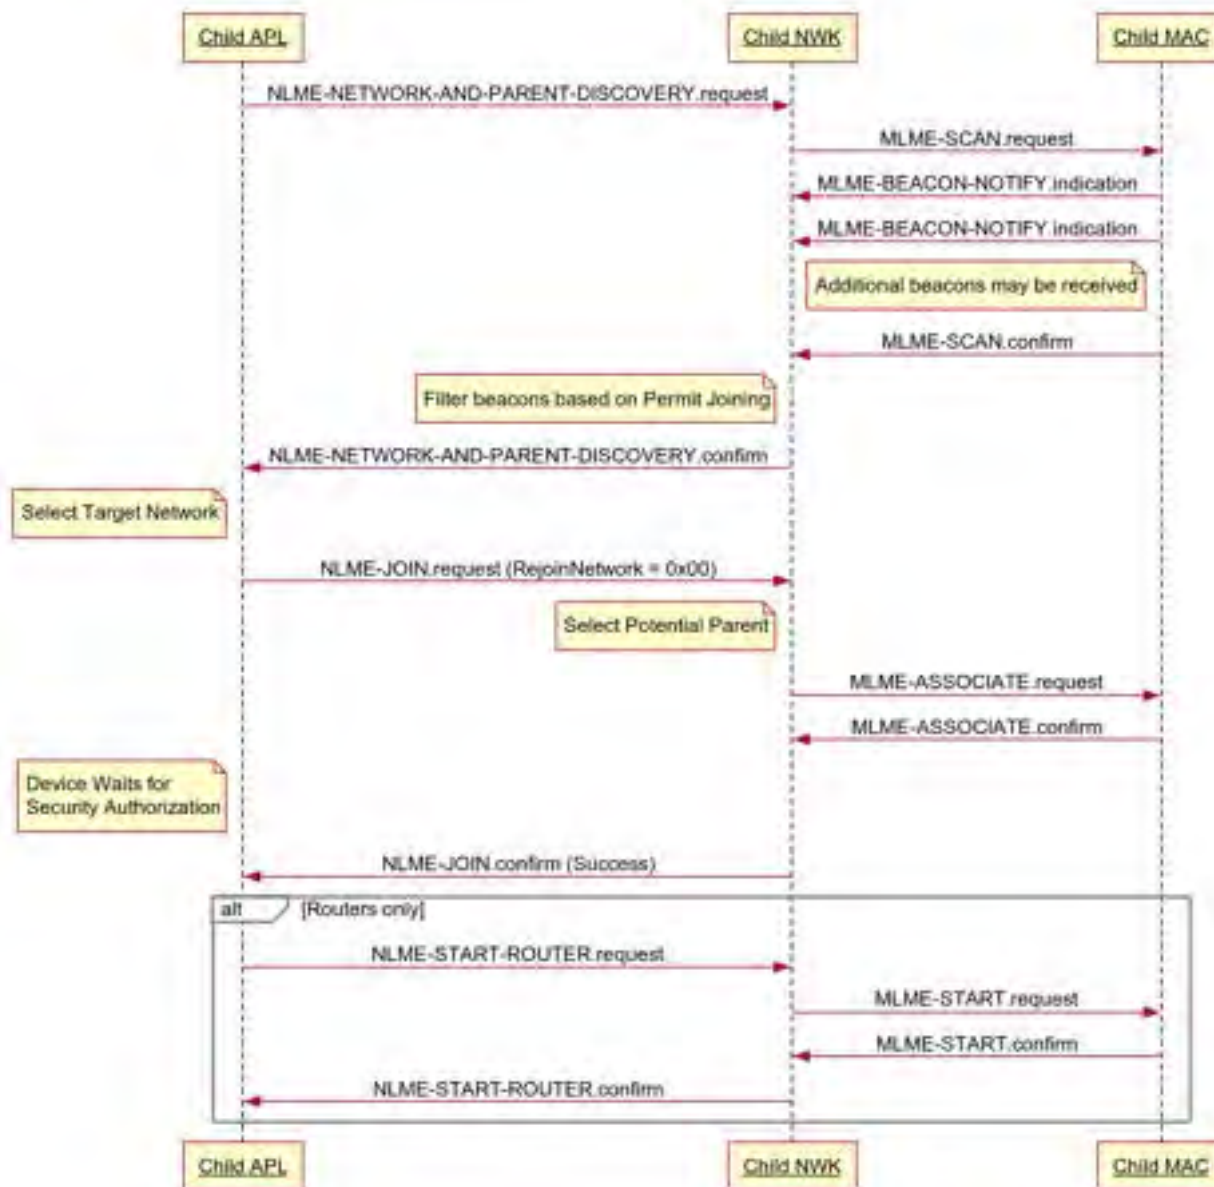 Child APL
Child NWK
Child MAC
NLME-NETWORK-AND-PARENT-DISCOVERY.request
MLME-SCAN.request
MLME-BEACON-NOTIFY.indication
MLME-BEACON-NOTIFY.indication
Additional beacons may be received
MLME-SCAN.confirm
Filter beacons based on Permit Joining
NLME-NETWORK-AND-PARENT-DISCOVERY.confirm
Select Target Network
NLME-JOIN.request (RejoinNetwork = 0x00)
Select Potential Parent
MLME-ASSOCIATE.request
MLME-ASSOCIATE.confirm
Device Waits for
Security Authorization
NLME-JOIN.confirm (Success)
alt
[Routers only]
NLME-START-ROUTER.request
MLME-START.request
MLME-START.confirm
NLME-START-ROUTER.confirm
Child APL
Child NWK
Child MAC